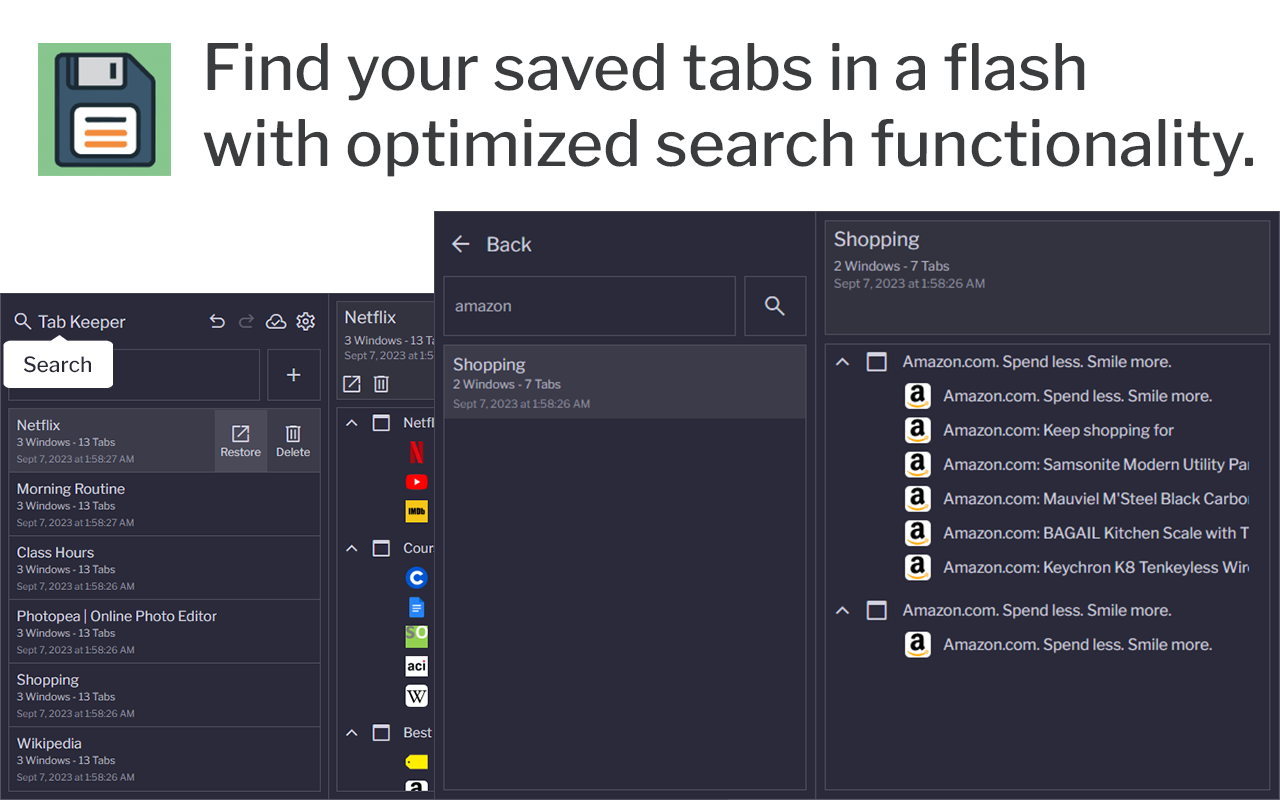 Find your saved tabs in a flash
with optimized search functionality.
Tab Keeper
Search
Netflix
3 Windows - 13 Tabs
Sept 7, 2023 at 1:58:27 AM
Restore
Delete
Morning Routine
3 Windows - 13 Tabs
Sept 7, 2023 at 1:58:27 AM
Class Hours
3 Windows - 13 Tabs
Sept 7, 2023 at 1:58:26 AM
Photopea | Online Photo Editor
3 Windows - 13 Tabs
Sept 7, 2023 at 1:58:26 AM
Shopping
3 Windows - 13 Tabs
Sept 7, 2023 at 1:58:26 AM
Wikipedia
3 Windows - 13 Tabs
Sept 7, 2023 at 1:58:26 AM
Netflix
3 Windows - 13 Ta
Sept 7, 2023 at 1:5
Netfl
N
IMDb
Cour
C
SO
aci
W
Best
a
Back
amazon
Shopping
2 Windows - 7 Tabs
Sept 7, 2023 at 1:58:26 AM
Shopping
2 Windows - 7 Tabs
Sept 7, 2023 at 1:58:26 AM
Amazon.com. Spend less. Smile more.
a Amazon.com. Spend less. Smile more.
a Amazon.com: Keep shopping for
a Amazon.com: Samsonite Modern Utility Pa
a Amazon.com: Mauviel M'Steel Black Carbo
a Amazon.com: BAGAIL Kitchen Scale with T
a Amazon.com: Keychron K8 Tenkeyless Wir
Amazon.com. Spend less. Smile more.
a Amazon.com. Spend less. Smile more.